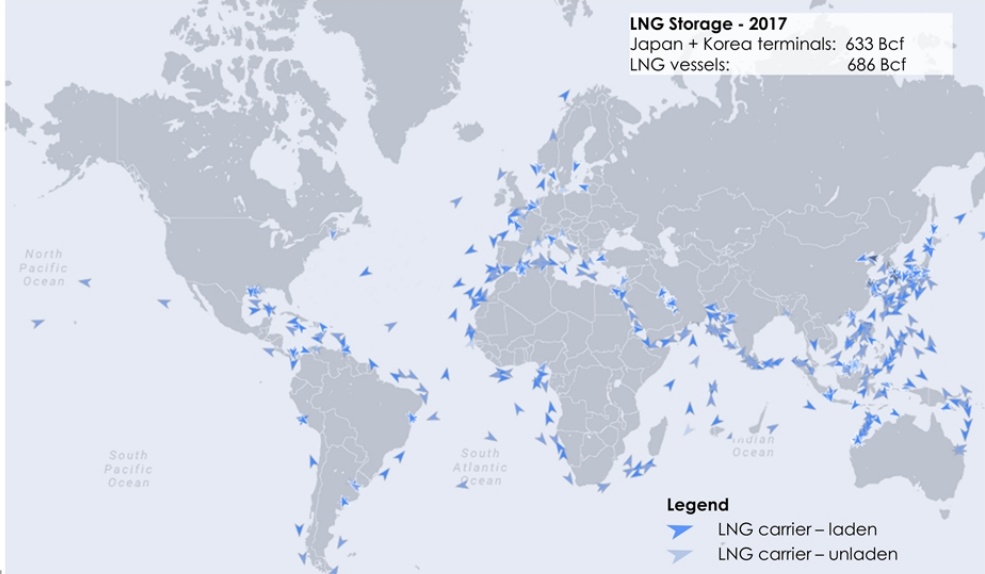 LNG Storage - 2017
Japan + Korea terminals: 633 Bcf
LNG vessels: 686 Bcf
North
Pacific
Ocean
South
Pacific
Ocean
South
Atlantic
Ocean
Indian
Ocean
Legend
LNG carrier – laden
LNG carrier – unladen